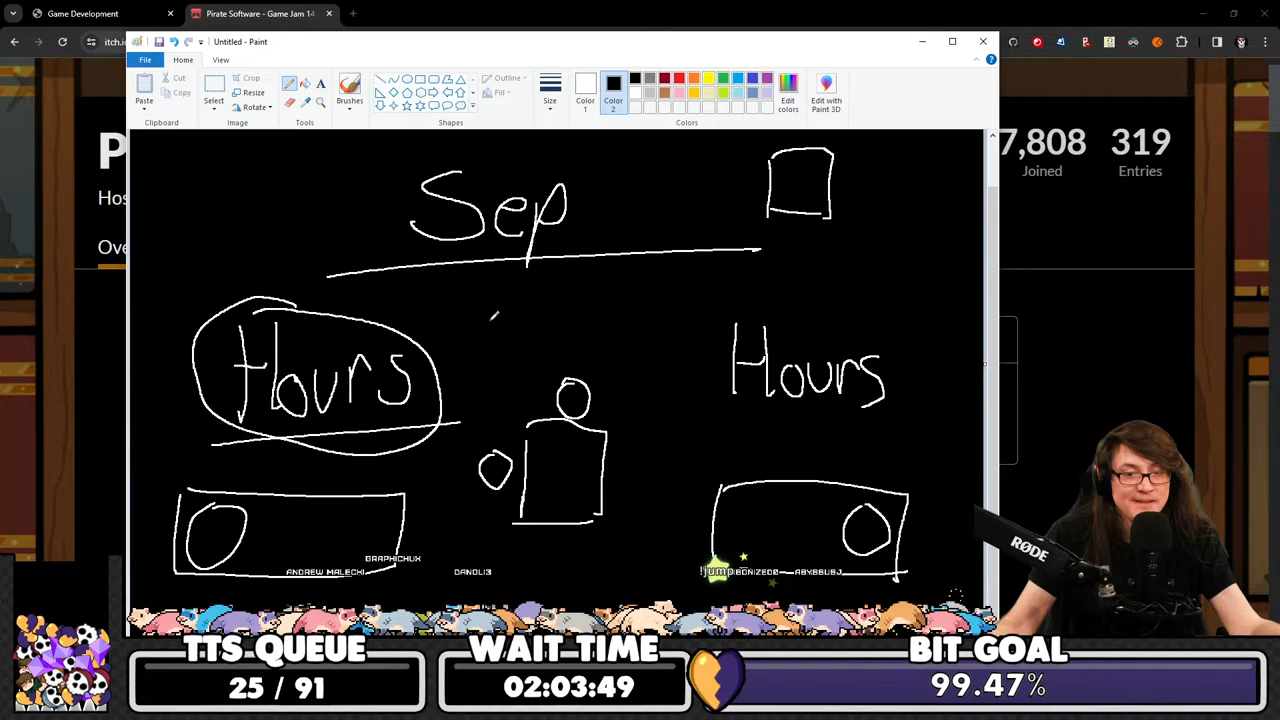 Game Development
Pirate Software - Game Jam 14
itch.io
Untitled - Paint
File
Home
View
Paste
Cut
Copy
Clipboard
Select
Crop
Resize
Rotate
Image
Tools
Brushes
Outline
Fill
Shapes
Size
Color 1
Color 2
Edit colors
Colors
Edit with Paint 3D
P
7,808
319
Joined
Entries
Hos
Ove
Sep
Hours
Hours
GRAPHICHUX
ANDREW MALECKI
DANOLI3
!jump
RØDE
TTS QUEUE
WAIT TIME
BIT GOAL
25 / 91
02:03:49
99.47%